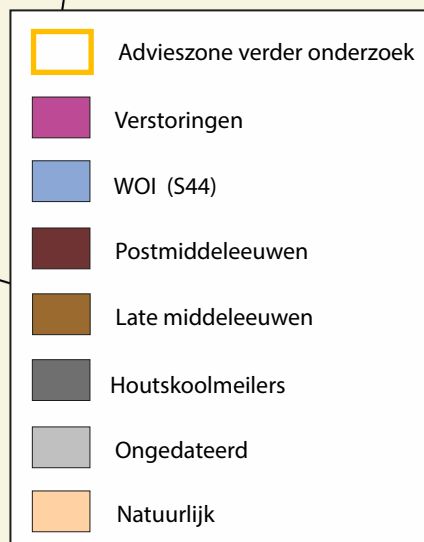 Advieszone verder onderzoek
Verstoringen
WOI (S44)
Postmiddeleeuwen
Late middeleeuwen
Houtskoolmeilers
Ongedateerd
Natuurlijk